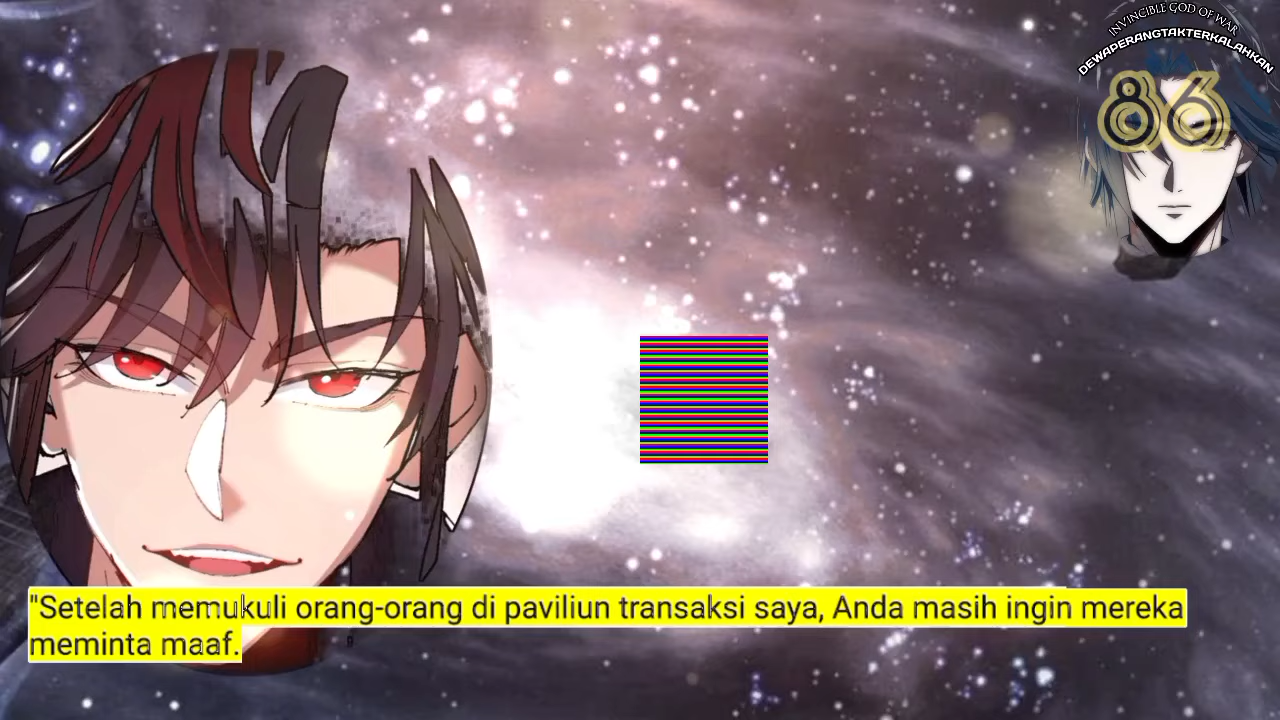 INVINCIBLE GOD OF WAR
DEWAPERANGTAKTERKALAHKAN
86
"Setelah memukuli orang-orang di paviliun transaksi saya, Anda masih ingin mereka
meminta maaf.